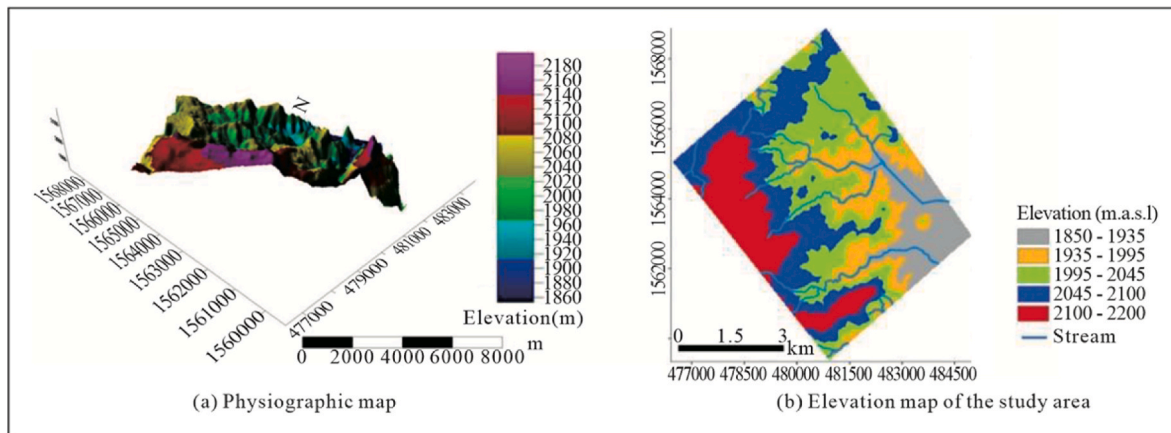 2180
2160
2140
2120
2100
2080
2060
2040
2020
2000
1980
1960
1940
1920
1900
1880
1860
Elevation(m)
N
1568000
1567000
1566000
1565000
1564000
1563000
1562000
1561000
1560000
477000
479000
481000
483000
0 2000 4000 6000 8000 m
(a) Physiographic map
1568000
1566000
1564000
1562000
0 1.5 3
km
477000 478500 480000 481500 483000 484500
Elevation (m.a.s.l)
1850 - 1935
1935 - 1995
1995 - 2045
2045 - 2100
2100 - 2200
Stream
(b) Elevation map of the study area